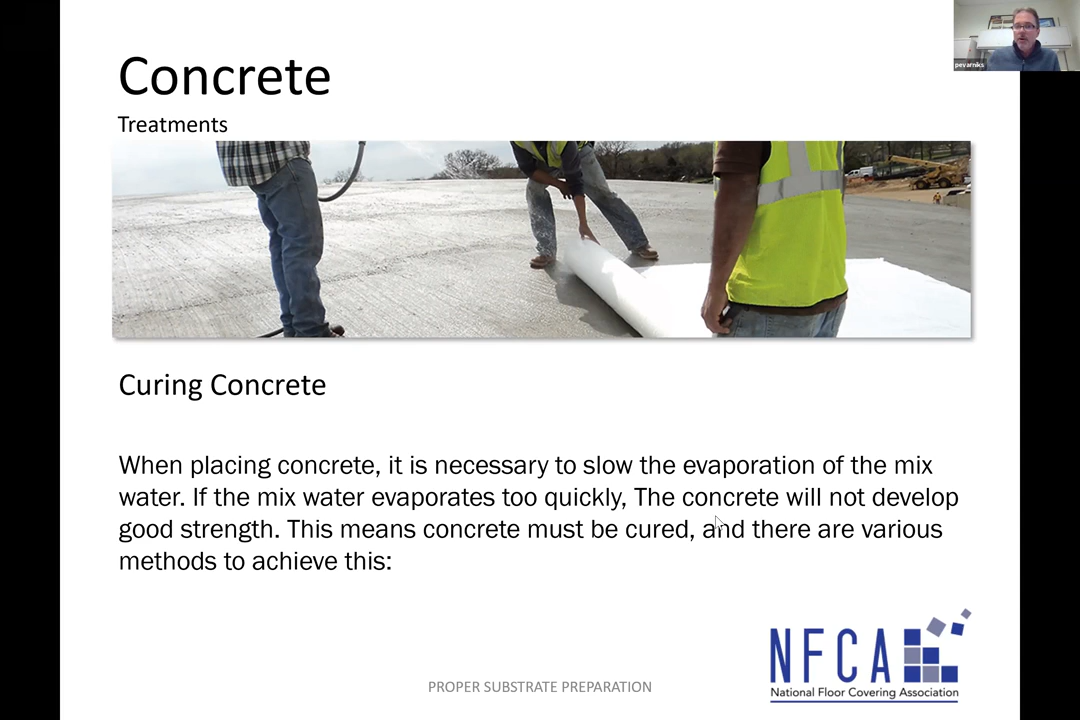 Concrete
Treatments
pevarniks
Curing Concrete
When placing concrete, it is necessary to slow the evaporation of the mix
water. If the mix water evaporates too quickly, The concrete will not develop
good strength. This means concrete must be cured, and there are various
methods to achieve this:
NFCA
National Floor Covering Association
PROPER SUBSTRATE PREPARATION